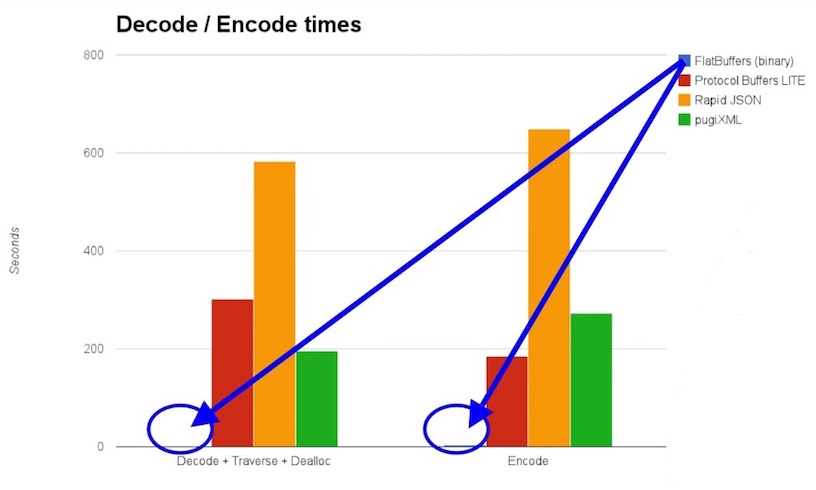 Decode / Encode times
800
600
400
200
0
Seconds
Decode + Traverse + Dealloc
Encode
FlatBuffers (binary)
Protocol Buffers LITE
Rapid JSON
pugiXML